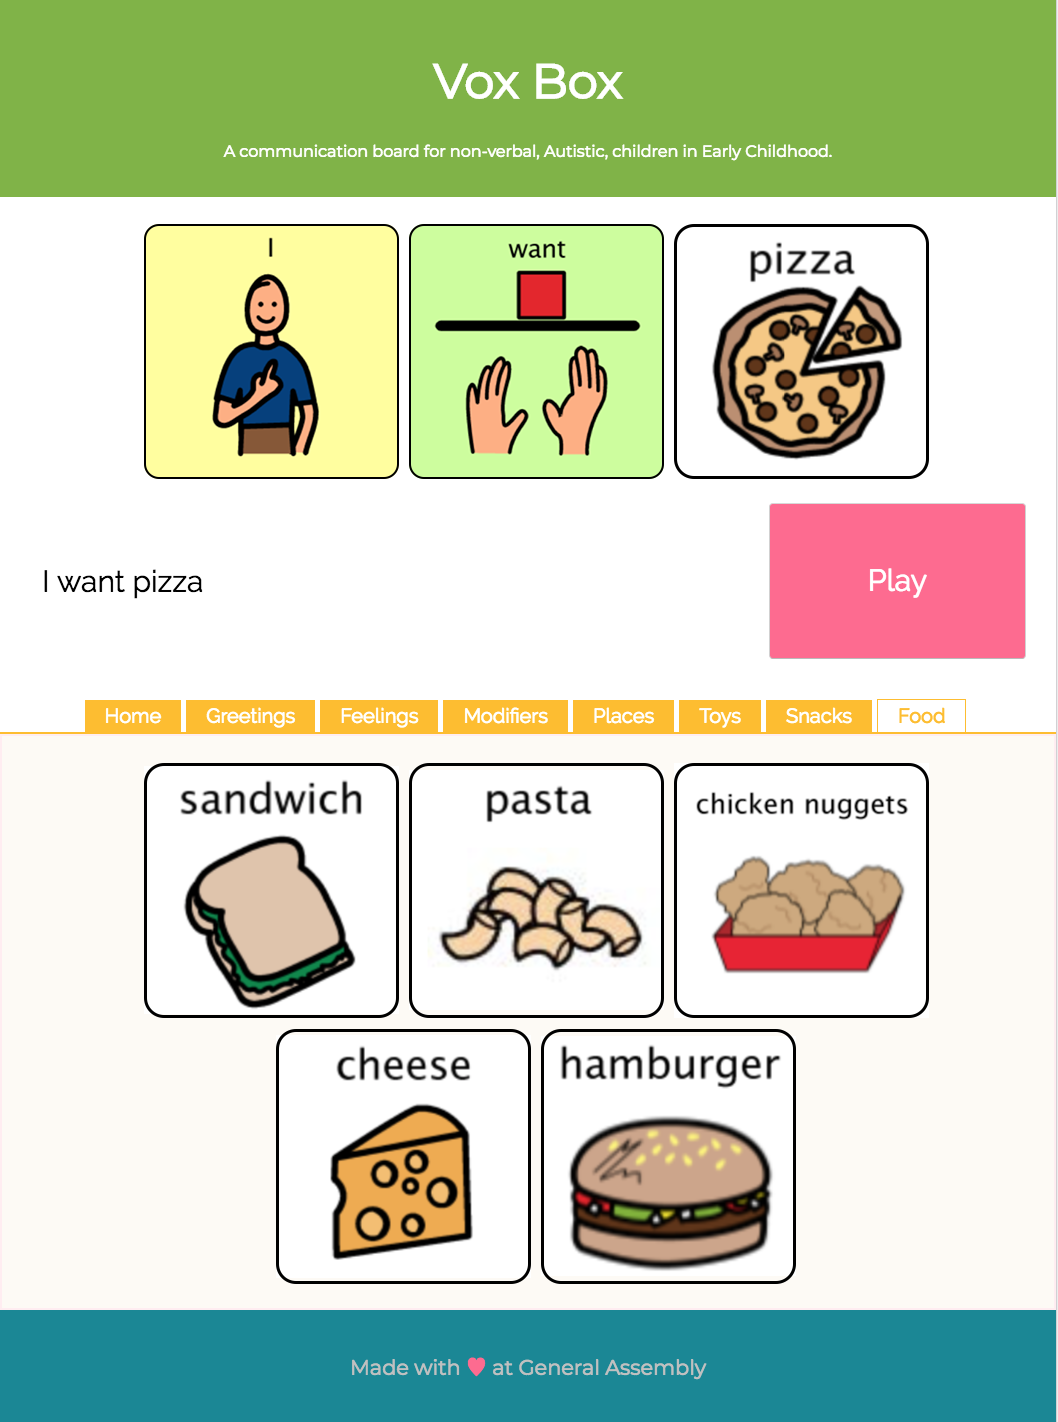 Vox Box
A communication board for non-verbal, Autistic, children in Early Childhood.
I
want
pizza
I want pizza
Play
Home Greetings Feelings Modifiers Places Toys Snacks Food
sandwich
pasta
chicken nuggets
cheese
hamburger
Made with ♥ at General Assembly